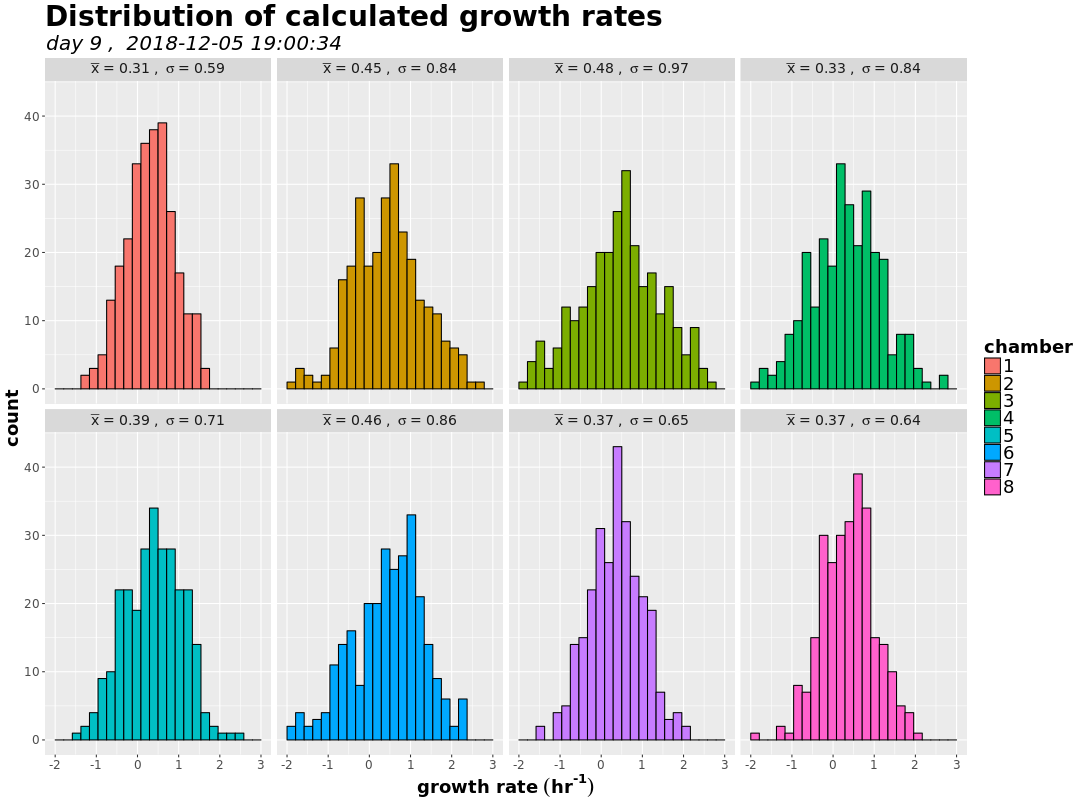 Distribution of calculated growth rates
day 9 , 2018-12-05 19:00:34
x̅ = 0.31 , σ = 0.59
x̅ = 0.45 , σ = 0.84
x̅ = 0.48 , σ = 0.97
x̅ = 0.33 , σ = 0.84
40
30
20
10
0
x̅ = 0.39 , σ = 0.71
x̅ = 0.46 , σ = 0.86
x̅ = 0.37 , σ = 0.65
x̅ = 0.37 , σ = 0.64
40
30
20
10
0
count
-2 -1 0 1 2 3
-2 -1 0 1 2 3
-2 -1 0 1 2 3
-2 -1 0 1 2 3
growth rate (hr⁻¹)
chamber
1
2
3
4
5
6
7
8